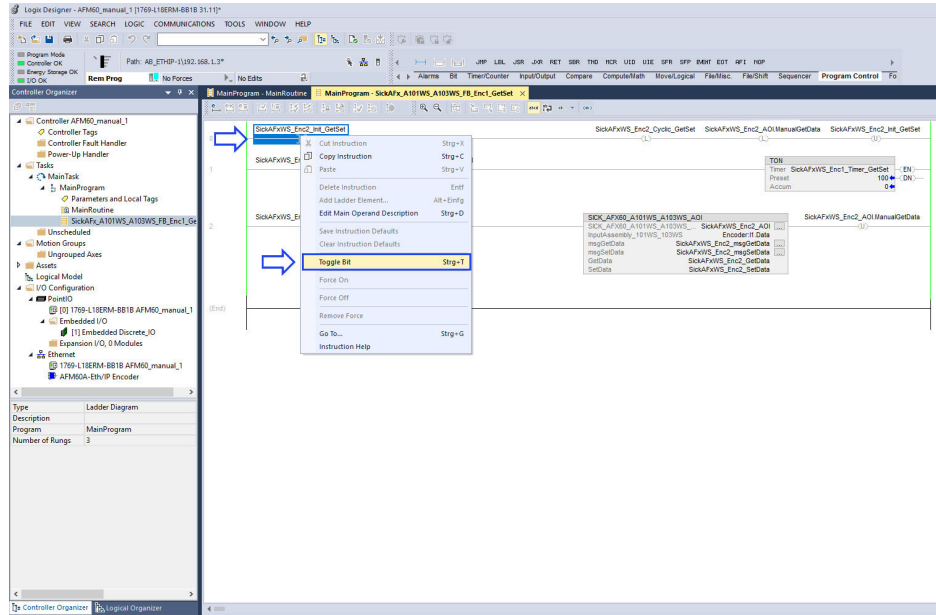 Logix Designer - AFM60_manual_1 [1769-L18ERM-BB1B 31.11]*
FILE EDIT VIEW SEARCH LOGIC COMMUNICATIONS TOOLS WINDOW HELP
Program Mode
Controller OK
Energy Storage OK
I/O OK
Path: AB_ETHIP-1\192.168.1.3*
Rem Prog
No Forces
No Edits
JMP LBL JSR JXR RET SBR TND MCR UID UIE SFR SFP EVENT EOT AFI NOP
Alarms Bit Timer/Counter Input/Output Compare Compute/Math Move/Logical File/Misc. File/Shift Sequencer Program Control Fo
Controller Organizer
Controller AFM60_manual_1
Controller Tags
Controller Fault Handler
Power-Up Handler
Tasks
MainTask
MainProgram
Parameters and Local Tags
MainRoutine
SickAFx_A101WS_A103WS_FB_Enc1_Ge
Unscheduled
Motion Groups
Ungrouped Axes
Assets
Logical Model
I/O Configuration
PointIO
[0] 1769-L18ERM-BB1B AFM60_manual_1
Embedded I/O
[1] Embedded Discrete_IO
Expansion I/O, 0 Modules
Ethernet
1769-L18ERM-BB1B AFM60_manual_1
AFM60A-Eth/IP Encoder
Type Ladder Diagram
Description
Program MainProgram
Number of Rungs 3
Controller Organizer
Logical Organizer
MainProgram - MainRoutine
MainProgram - SickAFx_A101WS_A103WS_FB_Enc1_GetSet
SickAFxWS_Enc2_Init_GetSet
SickAFxWS_Enc2_Cyclic_GetSet SickAFxWS_Enc2_AOI.ManualGetData SickAFxWS_Enc2_Init_GetSet
L L U
1
SickAFxWS_E
TON
Timer SickAFxWS_Enc1_Timer_GetSet EN
Preset 100 DN
Accum 0
2
SickAFxWS_E
SICK_AFX60_A101WS_A103WS_AOI
SICK_AFX60_A101WS_A103WS_... SickAFxWS_Enc2_AOI ...
InputAssembly_101WS_103WS Encoder:I1.Data
msgGetData SickAFxWS_Enc2_msgGetData ...
msgSetData SickAFxWS_Enc2_msgSetData ...
GetData SickAFxWS_Enc2_GetData
SetData SickAFxWS_Enc2_SetData
SickAFxWS_Enc2_AOI.ManualGetData
U
(End)
Cut Instruction Strg+X
Copy Instruction Strg+C
Paste Strg+V
Delete Instruction Entf
Add Ladder Element... Alt+Einfg
Edit Main Operand Description Strg+D
Save Instruction Defaults
Clear Instruction Defaults
Toggle Bit Strg+T
Force On
Force Off
Remove Force
Go To... Strg+G
Instruction Help